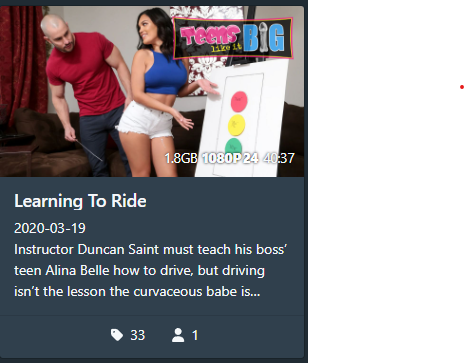 TEENS
like it
BIG
1.8GB 1080P 24 40:37
Learning To Ride
2020-03-19
Instructor Duncan Saint must teach his boss'
teen Alina Belle how to drive, but driving
isn't the lesson the curvaceous babe is...
33 1